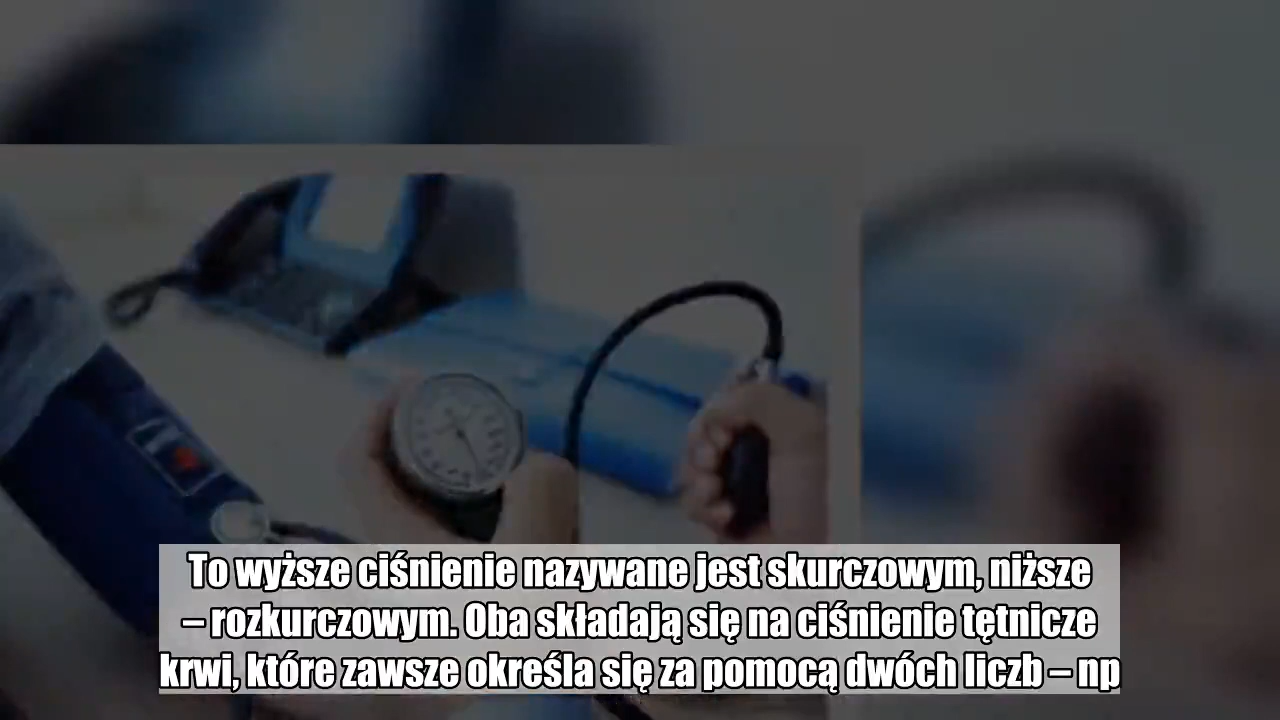 To wyższe ciśnienie nazywane jest skurczowym, niższe
– rozkurczowym. Oba składają się na ciśnienie tętnicze
krwi, które zawsze określa się za pomocą dwóch liczb – np